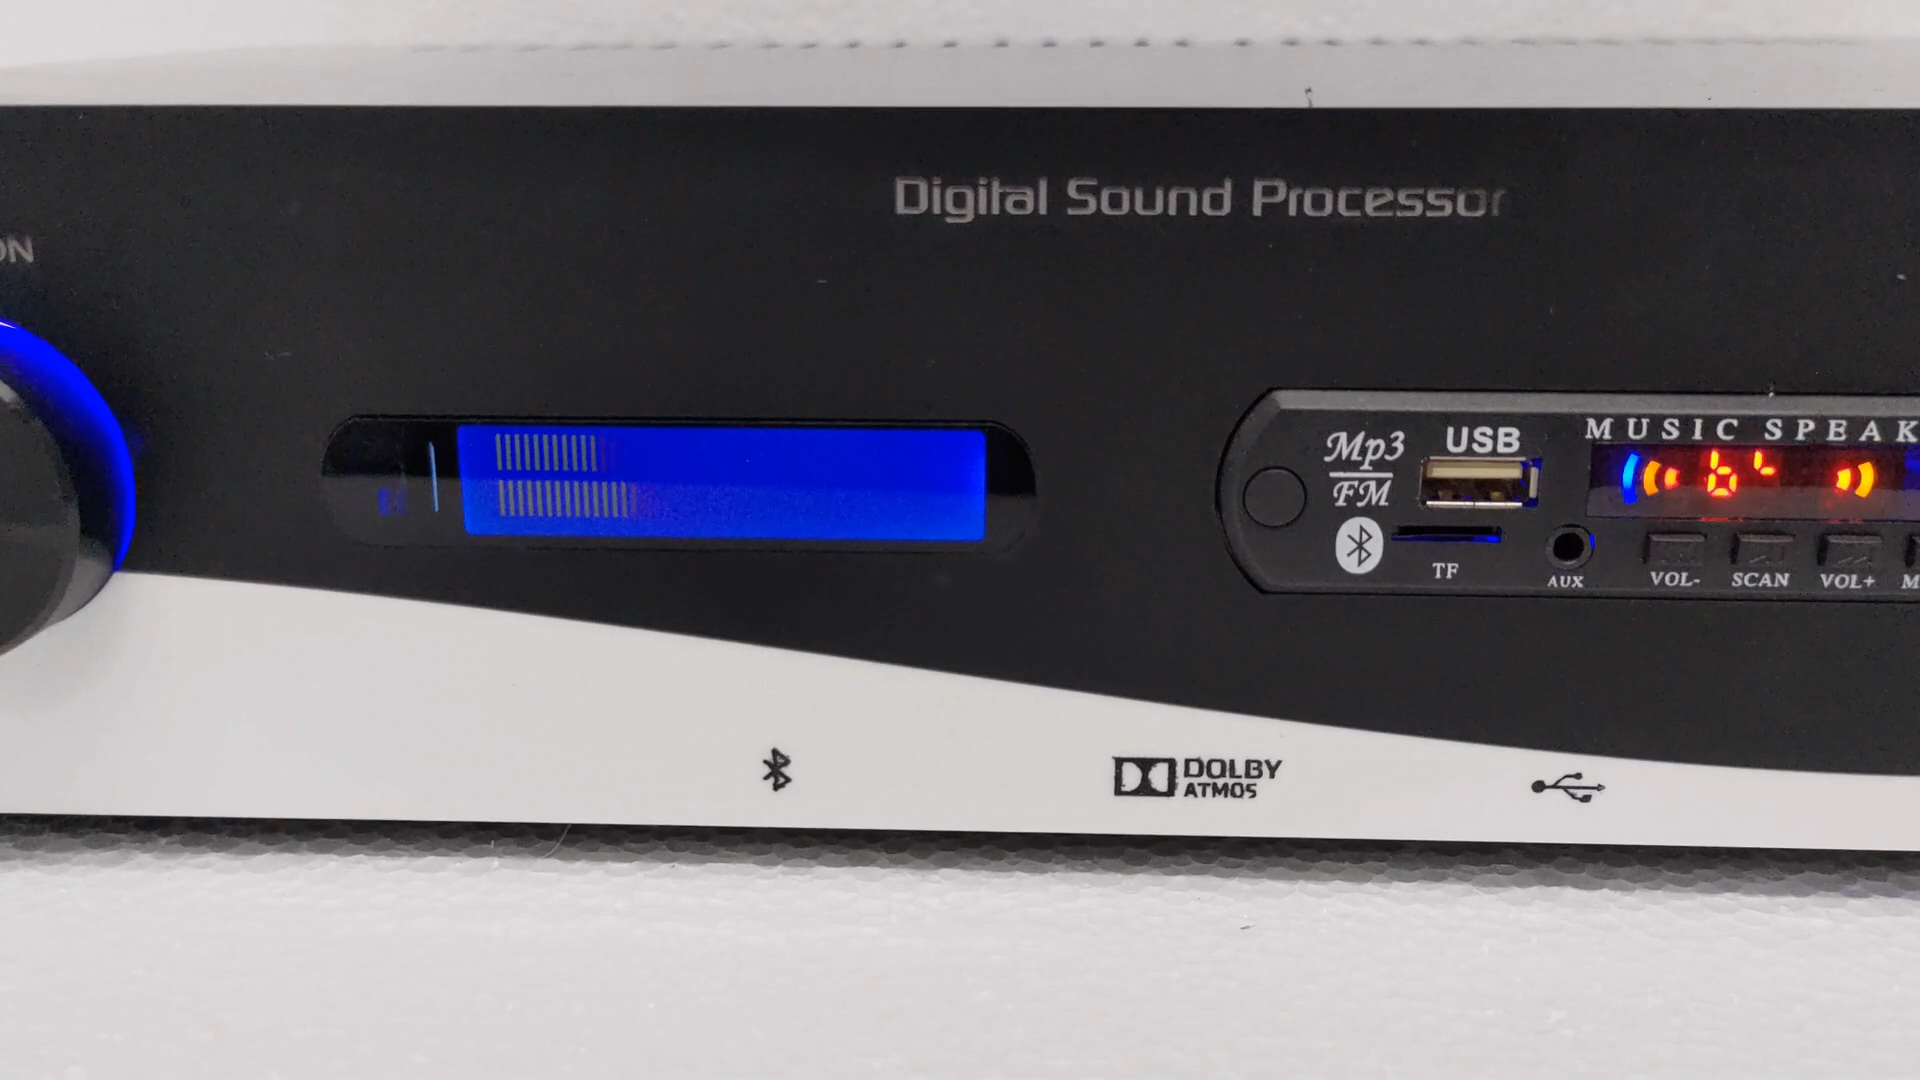 Digital Sound Processor
ON
MUSIC SPEAK
Mp3
FM
USB
TF
AUX
VOL-
SCAN
VOL+
M
DOLBY
ATMOS